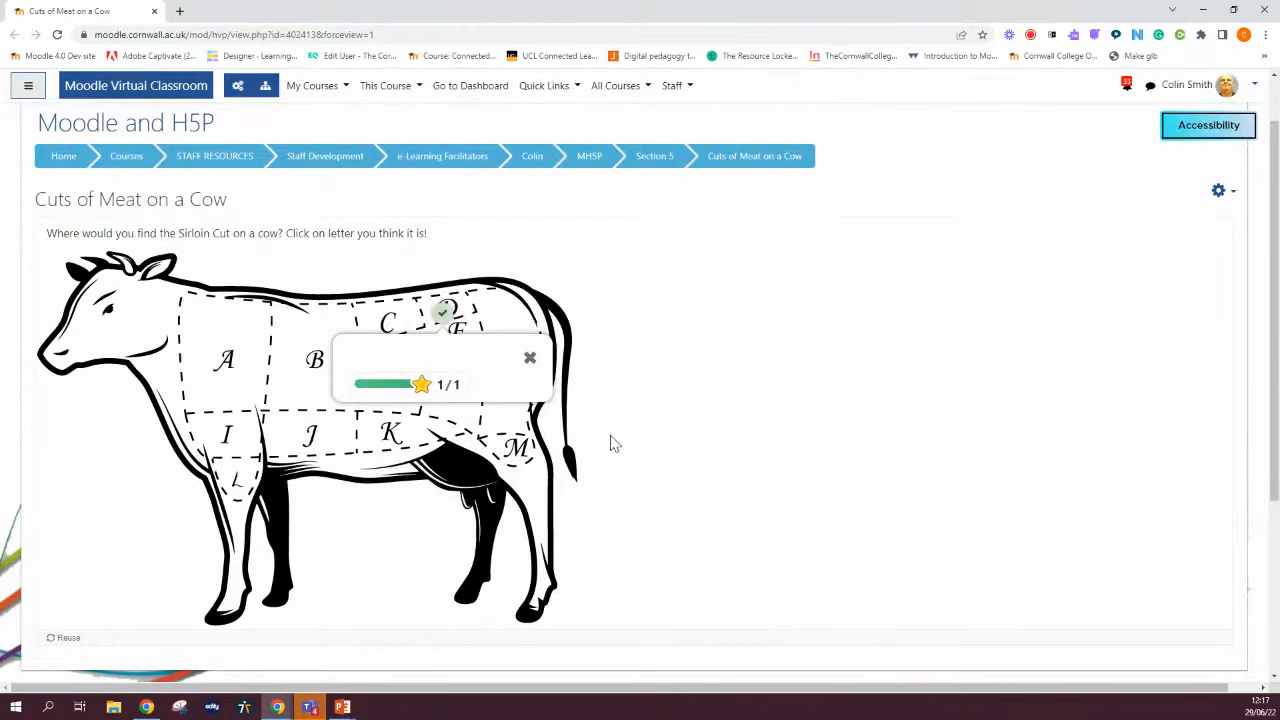 Cuts of Meat on a Cow
moodle.cornwall.ac.uk/mod/hvp/view.php?id=402413&forceview=1
Moodle 4.0 Dev site Adobe Captivate (2... Designer - Learning... Edit User - The Cor... Course: Connected... UCL Connected Le... Digital pedagogy t... The Resource Locke... TheCornwallColleg... Introduction to Mo... Cornwall College O... Make glb »
Moodle Virtual Classroom My Courses This Course Go to Dashboard Quick Links All Courses Staff 33 Colin Smith
Moodle and H5P
Accessibility
Home Courses STAFF RESOURCES Staff Development e-Learning Facilitators Colin MH5P Section 5 Cuts of Meat on a Cow
Cuts of Meat on a Cow
Where would you find the Sirloin Cut on a cow? Click on letter you think it is!
C D
E
A B
1/1
I J K
M
L
Reuse
12:17
29/06/22